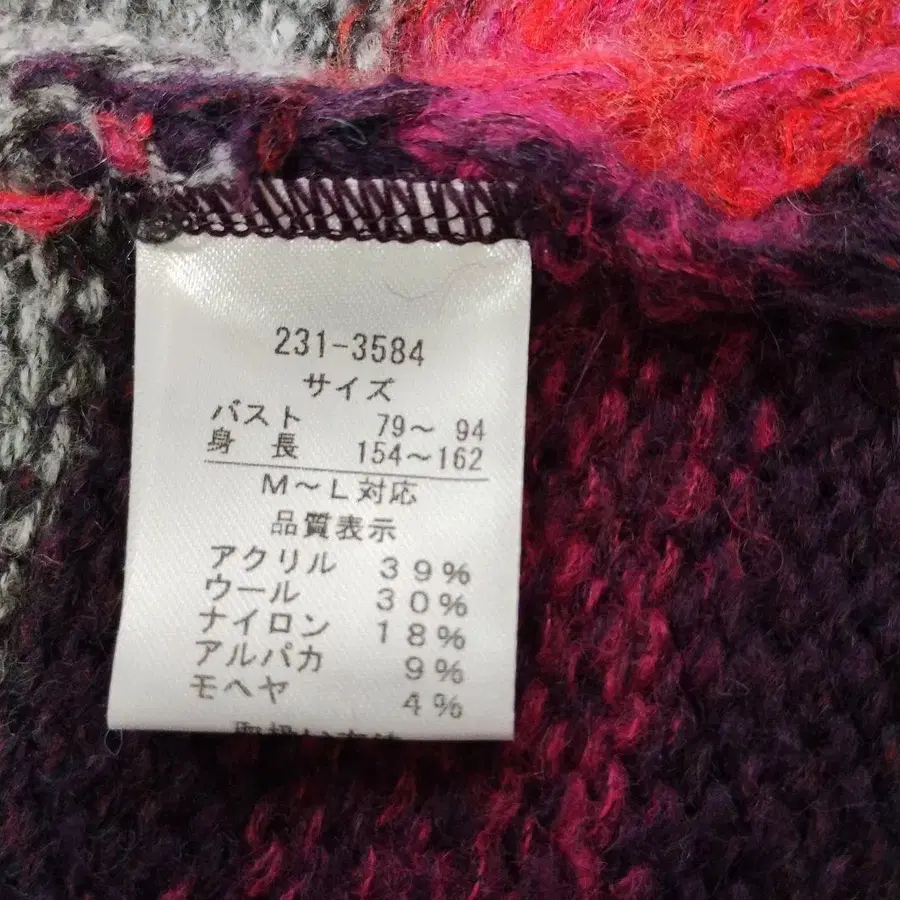 231-3584
サイズ
バスト 79～ 94
身 長 154～162
M～L対応
品質表示
アクリル 39%
ウール 30%
ナイロン 18%
アルパカ 9%
モヘヤ 4%